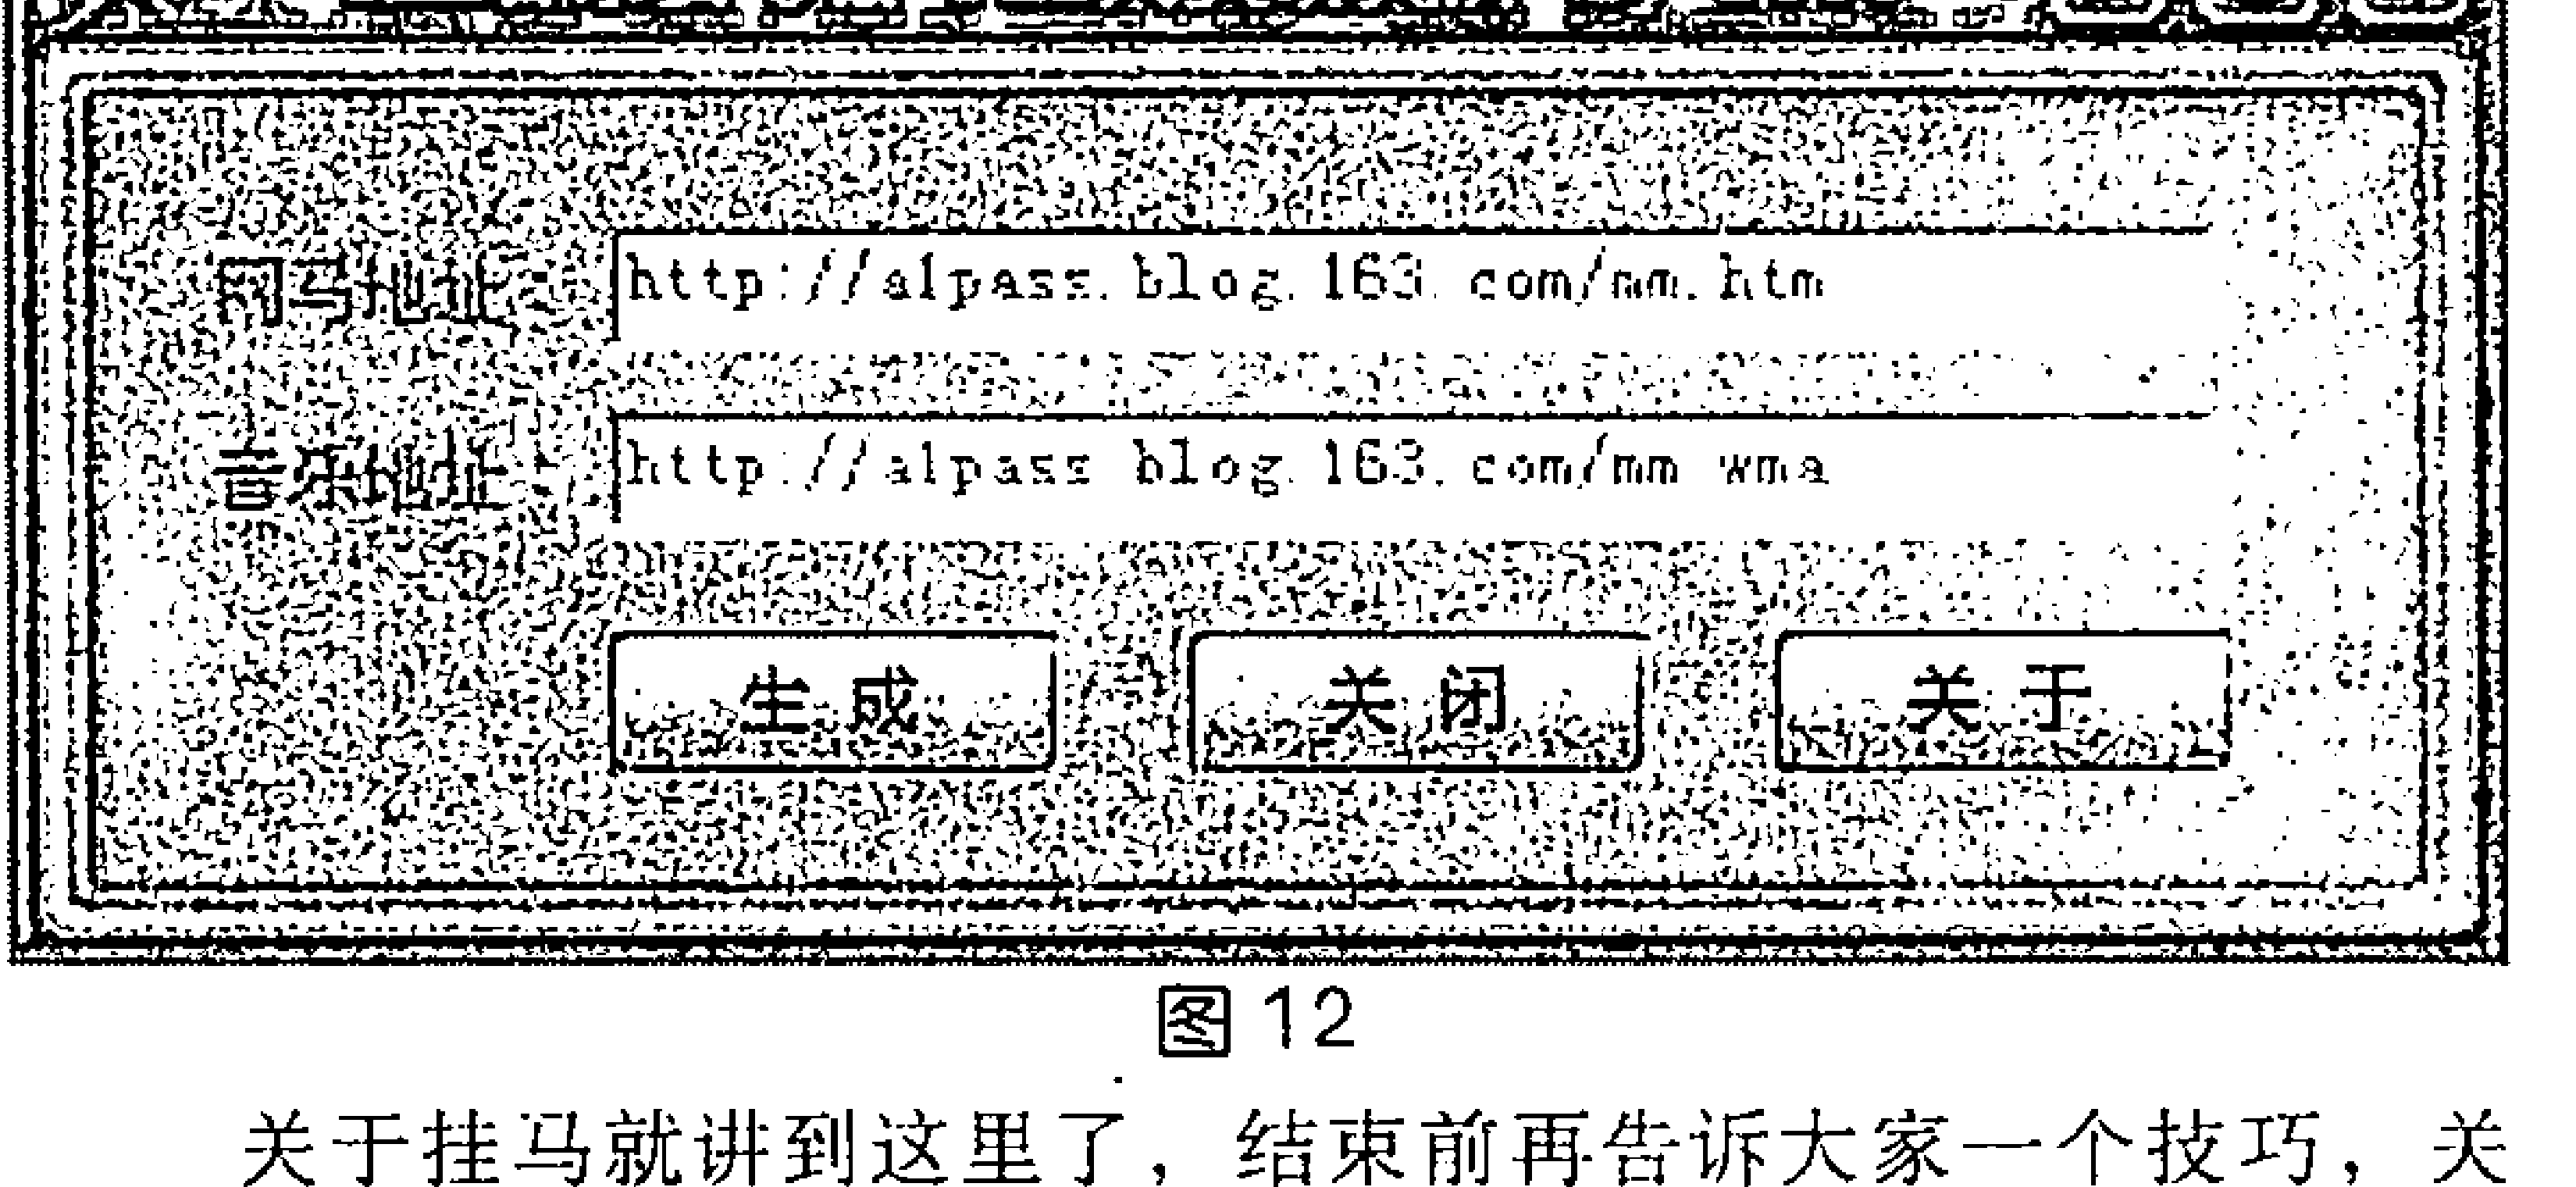 网马地址 http://alpass.blog.163.com/mm.htm
音乐地址 http://alpass blog.163.com/mm wma
生成 关闭 关于
图12
关于挂马就讲到这里了，结束前再告诉大家一个技巧，关